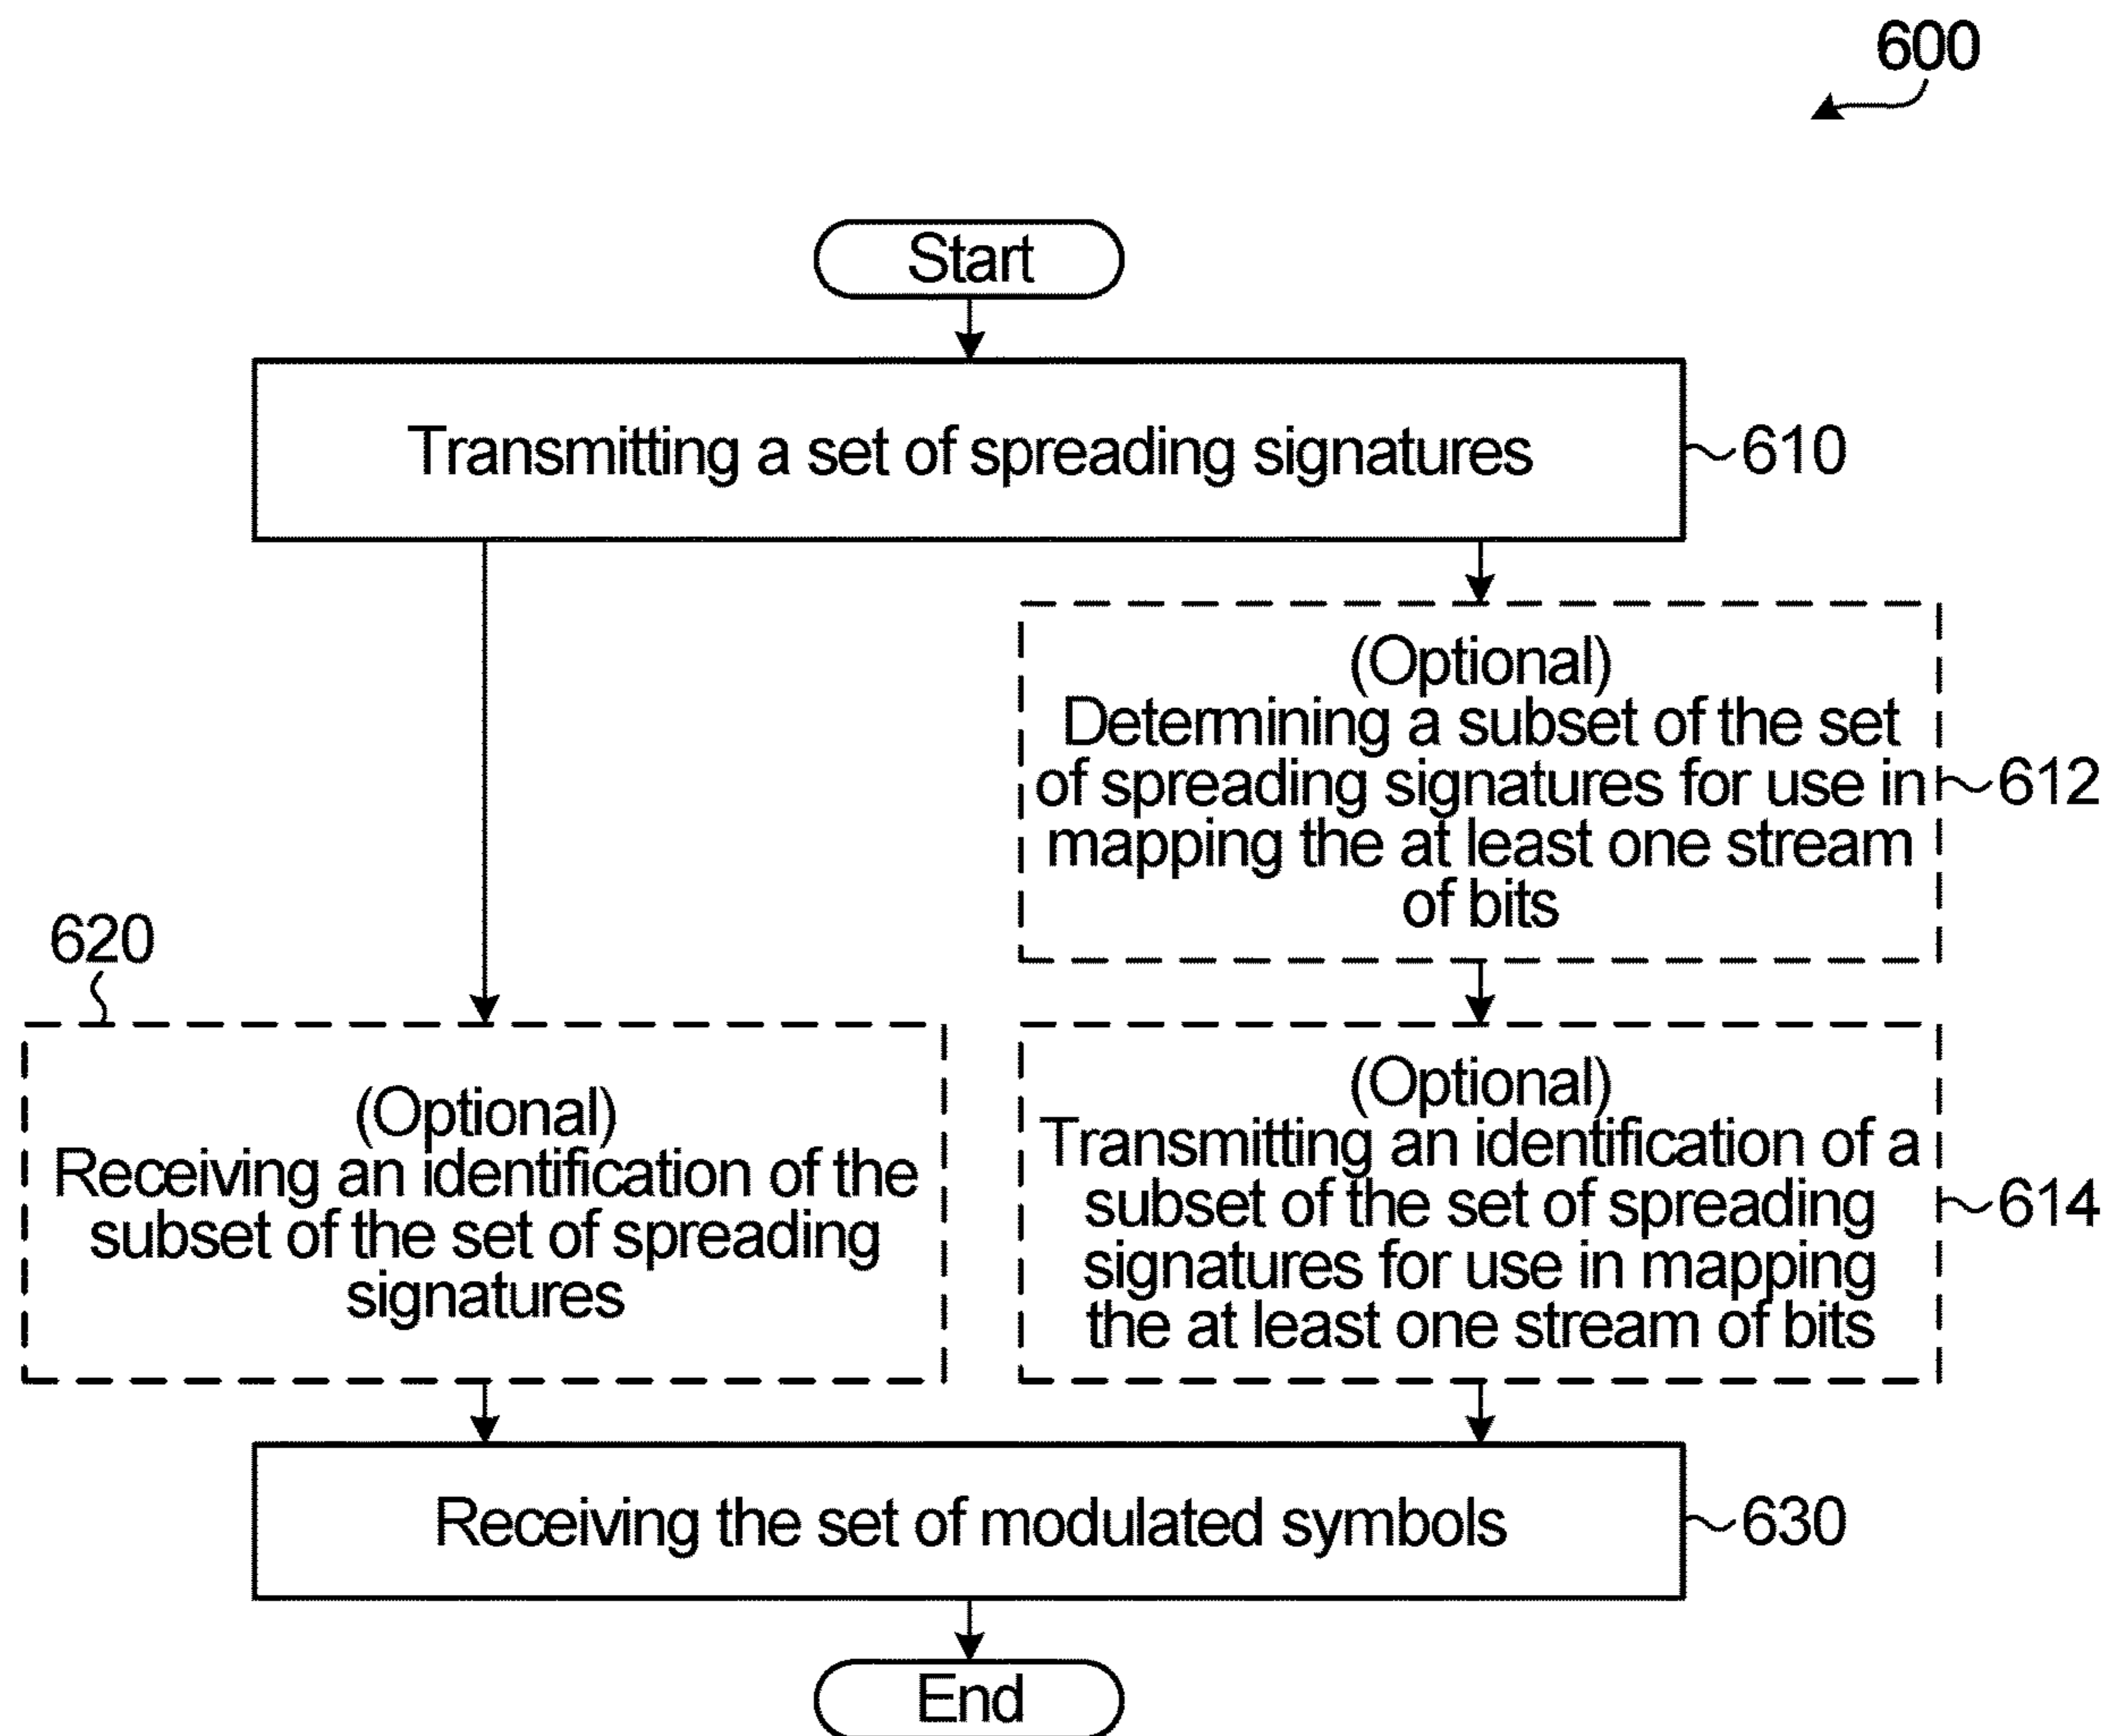 600
Start
Transmitting a set of spreading signatures
610
(Optional)
Determining a subset of the set
of spreading signatures for use in
mapping the at least one stream
of bits
612
620
(Optional)
Receiving an identification of the
subset of the set of spreading
signatures
(Optional)
Transmitting an identification of a
subset of the set of spreading
signatures for use in mapping
the at least one stream of bits
614
Receiving the set of modulated symbols
630
End